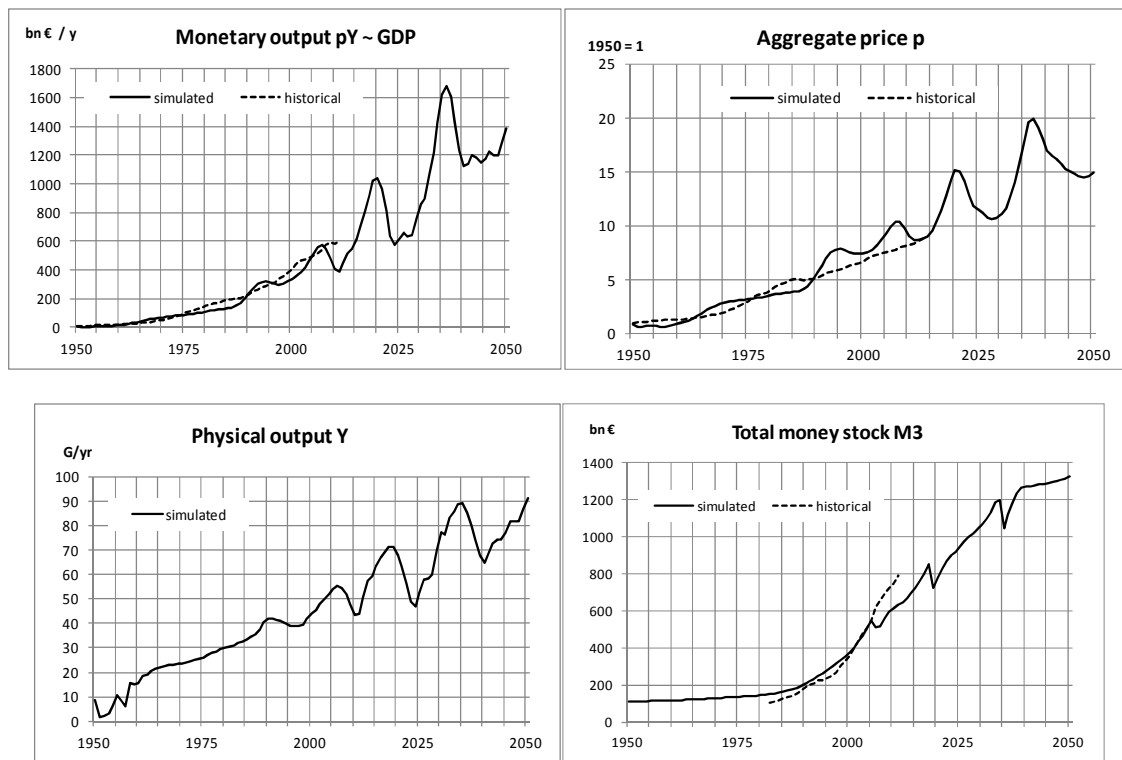 bn € / y
Monetary output pY ~ GDP
1800
1600
1400
1200
1000
800
600
400
200
0
simulated historical
1950 1975 2000 2025 2050
1950 = 1
Aggregate price p
25
20
15
10
5
0
simulated historical
1950 1975 2000 2025 2050
Physical output Y
G/yr
100
90
80
70
60
50
40
30
20
10
0
simulated
1950 1975 2000 2025 2050
bn €
Total money stock M3
1400
1200
1000
800
600
400
200
0
simulated historical
1950 1975 2000 2025 2050